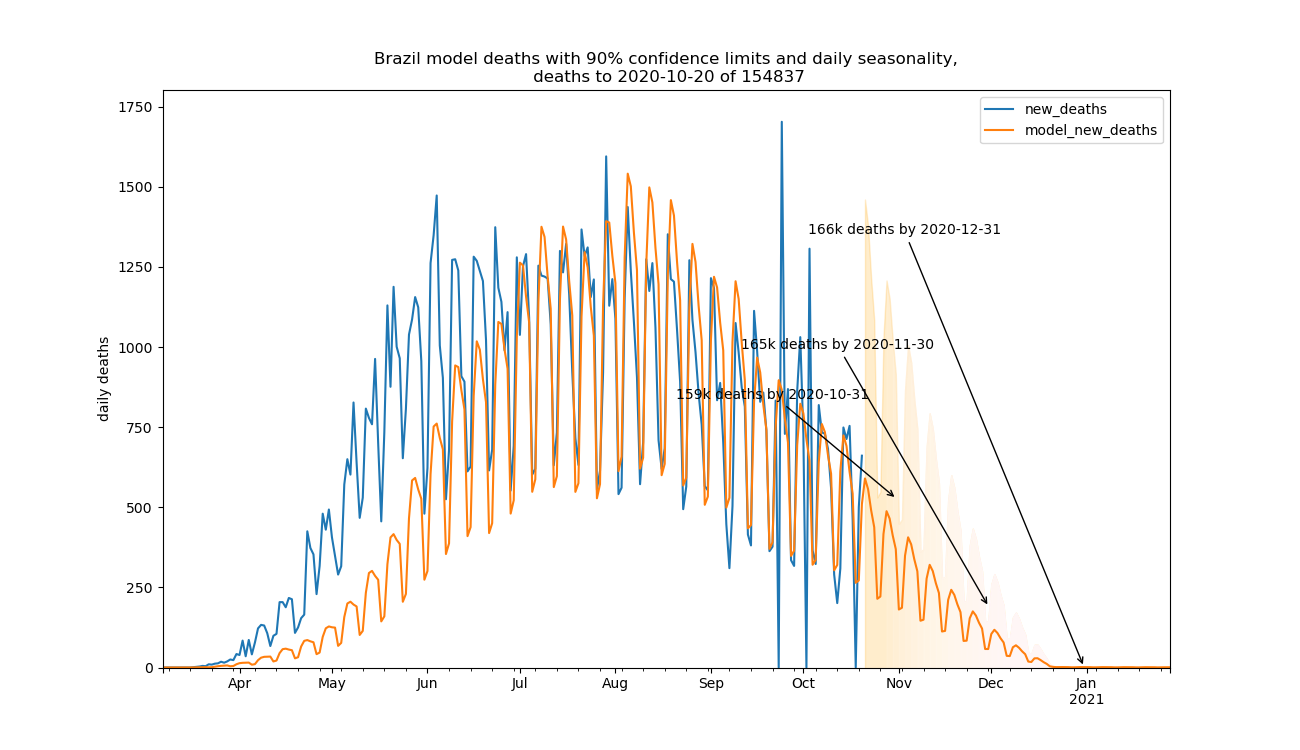 Brazil model deaths with 90% confidence limits and daily seasonality,
deaths to 2020-10-20 of 154837
1750
1500
1250
1000
750
500
250
0
daily deaths
new_deaths
model_new_deaths
166k deaths by 2020-12-31
165k deaths by 2020-11-30
159k deaths by 2020-10-31
Apr
May
Jun
Jul
Aug
Sep
Oct
Nov
Dec
Jan
2021